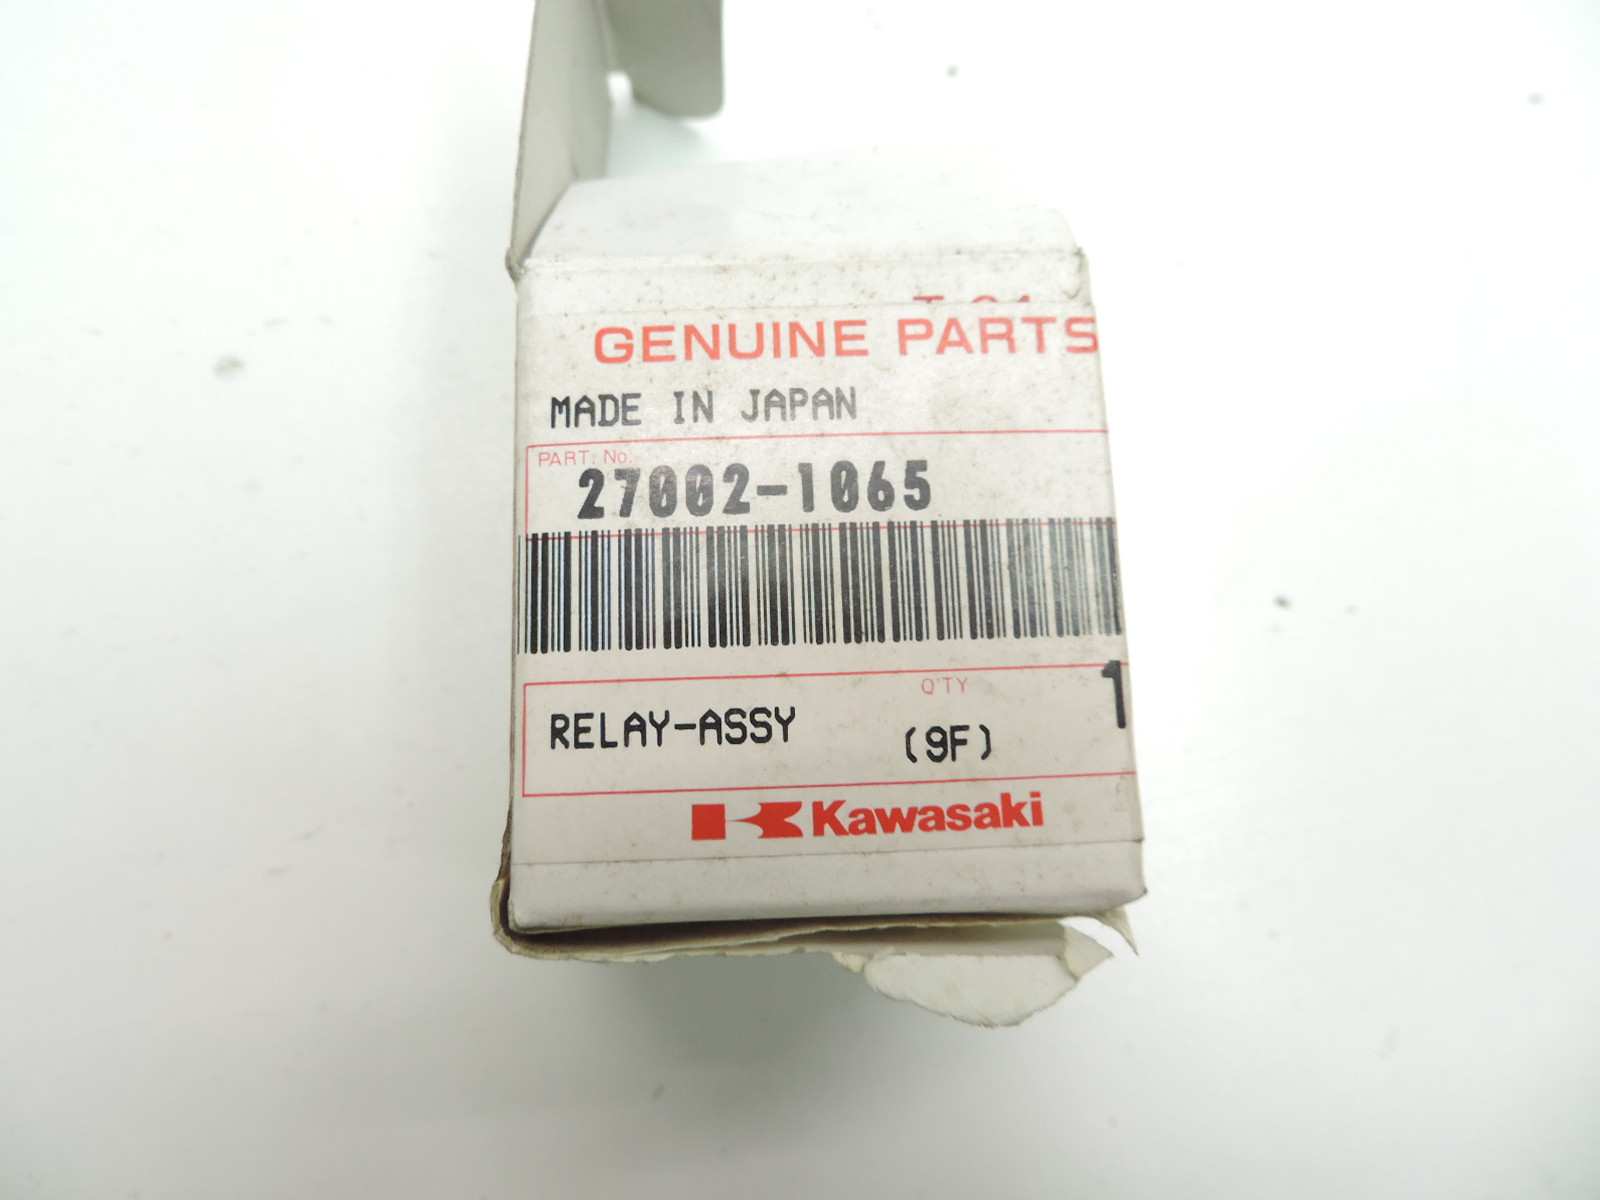 GENUINE PARTS
MADE IN JAPAN
PART. No.
27002-1065
Q'TY
1
RELAY-ASSY (9F)
Kawasaki